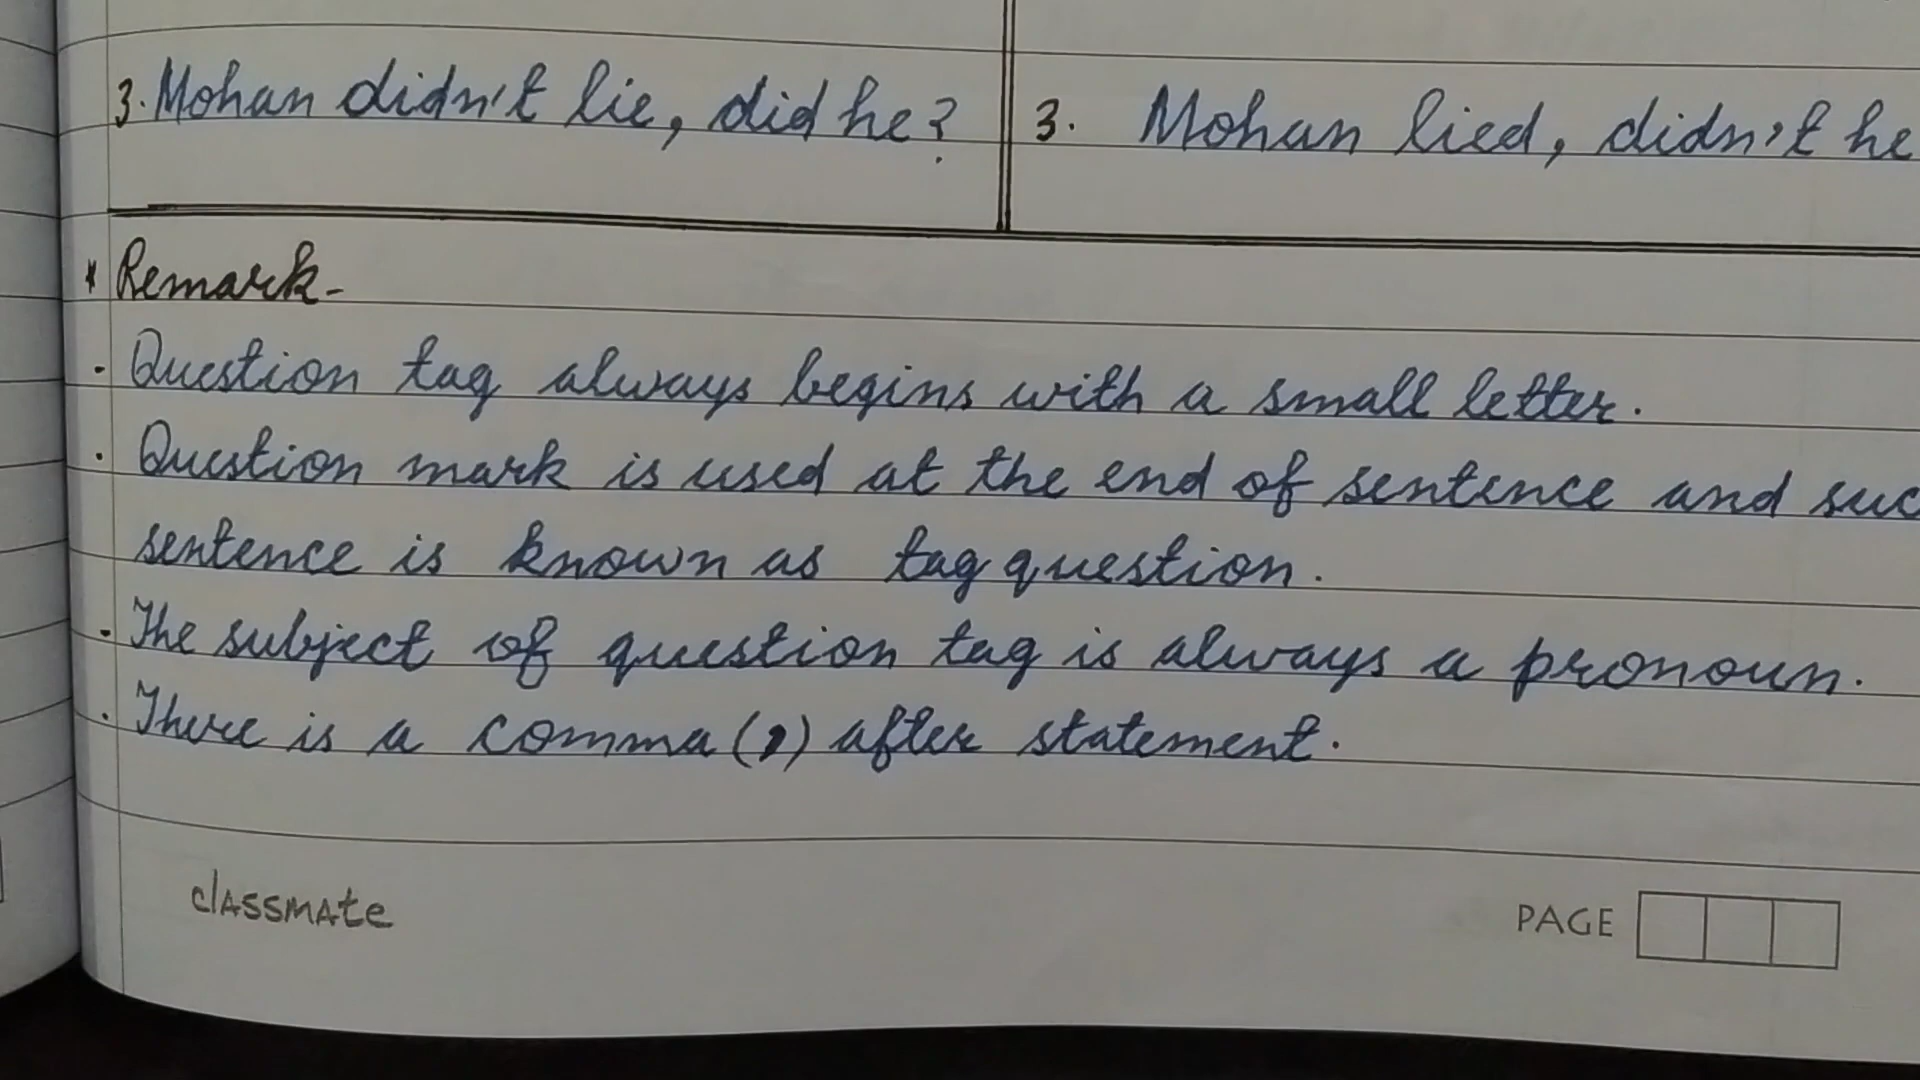 3. Mohan didn't lie, did he?
3. Mohan lied, didn't he
* Remark-
- Question tag always begins with a small letter.
. Question mark is used at the end of sentence and suc
sentence is known as tag question.
. The subject of question tag is always a pronoun.
. There is a comma (,) after statement.
classmate
PAGE